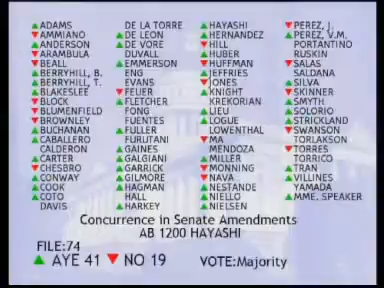 ADAMS DE LA TORRE HAYASHI PEREZ, J.
AMMIANO DE LEON HERNANDEZ PEREZ, V.M.
ANDERSON DE VORE HILL PORTANTINO
ARAMBULA DUVALL HUBER RUSKIN
BEALL EMMERSON HUFFMAN SALAS
BERRYHILL, B. ENG JEFFRIES SALDANA
BERRYHILL, T. EVANS JONES SILVA
BLAKESLEE FEUER KNIGHT SKINNER
BLOCK FLETCHER KREKORIAN SMYTH
BLUMENFIELD FONG LIEU SOLORIO
BROWNLEY FUENTES LOGUE STRICKLAND
BUCHANAN FULLER LOWENTHAL SWANSON
CABALLERO FURUTANI MA TORLAKSON
CALDERON GAINES MENDOZA TORRES
CARTER GALGIANI MILLER TORRICO
CHESBRO GARRICK MONNING TRAN
CONWAY GILMORE NAVA VILLINES
COOK HAGMAN NESTANDE YAMADA
COTO HALL NIELLO MME. SPEAKER
DAVIS HARKEY NIELSEN
Concurrence in Senate Amendments
AB 1200 HAYASHI
FILE:74
AYE 41 NO 19 VOTE:Majority